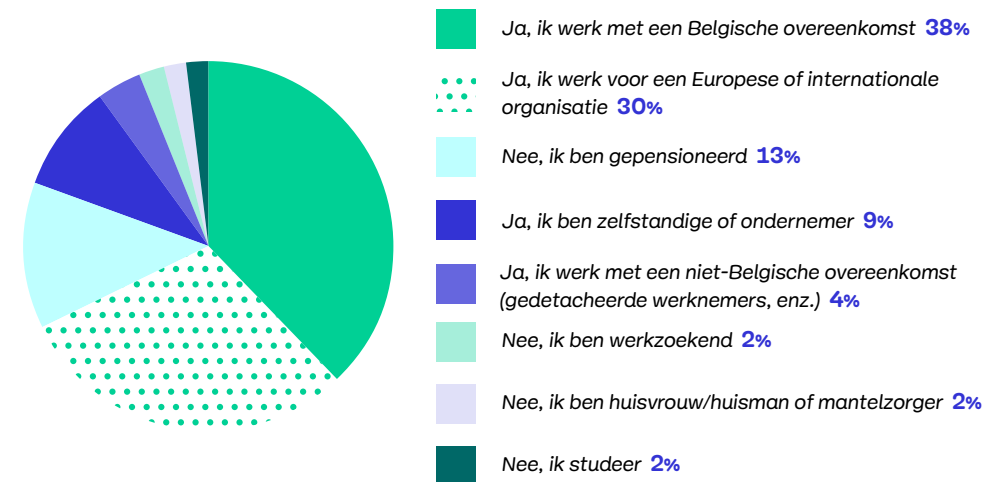 Ja, ik werk met een Belgische overeenkomst 38%
Ja, ik werk voor een Europese of internationale
organisatie 30%
Nee, ik ben gepensioneerd 13%
Ja, ik ben zelfstandige of ondernemer 9%
Ja, ik werk met een niet-Belgische overeenkomst
(gedetacheerde werknemers, enz.) 4%
Nee, ik ben werkzoekend 2%
Nee, ik ben huisvrouw/huisman of mantelzorger 2%
Nee, ik studeer 2%